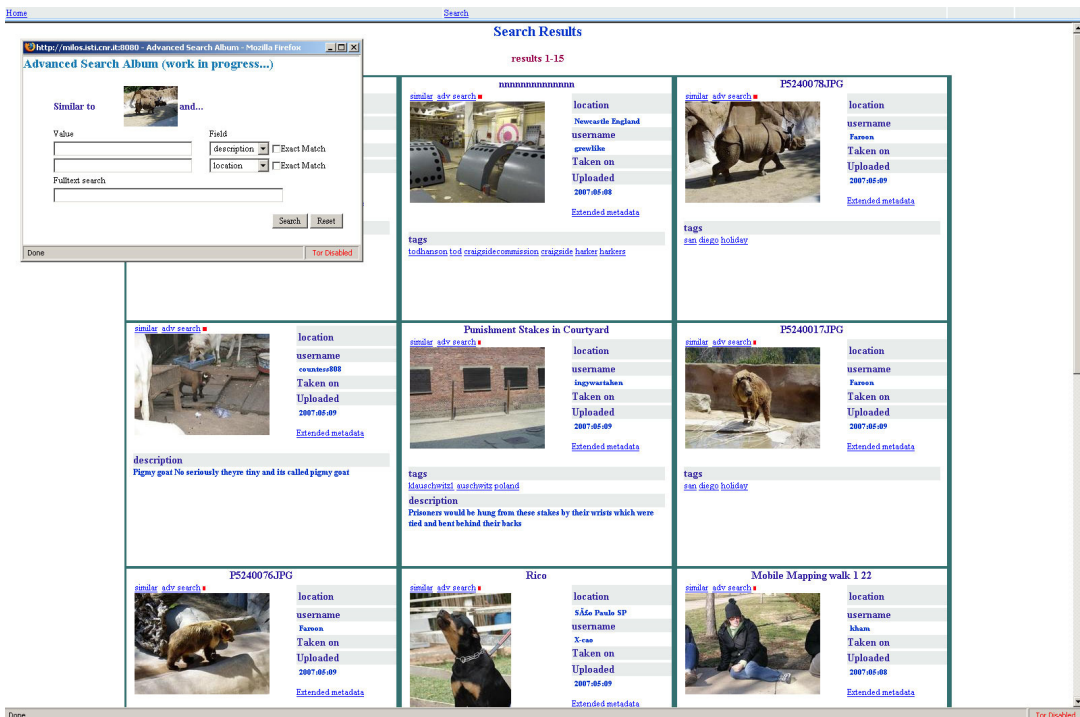 Home
Search
Search Results
results 1-15
http://milos.isti.cnr.it:8080 - Advanced Search Album - Mozilla Firefox
Advanced Search Album (work in progress...)
Similar to
and...
Value
Field
description
Exact Match
location
Exact Match
Fulltext search
Search
Reset
Done
Tor Disabled
nnnnnnnnnnnnnn
similar adv search
location
Newcastle England
username
grewlike
Taken on
Uploaded
2007:05:08
Extended metadata
tags
todhanson tod craigsidecommission craigside harker harkers
P5240078JPG
similar adv search
location
username
Faroon
Taken on
Uploaded
2007:05:09
Extended metadata
tags
san diego holiday
similar adv search
location
username
countess808
Taken on
Uploaded
2007:05:09
Extended metadata
description
Pigmy goat No seriously theyre tiny and its called pigmy goat
Punishment Stakes in Courtyard
similar adv search
location
username
ingywartaken
Taken on
Uploaded
2007:05:09
Extended metadata
tags
klauschwitz1 auschwitz poland
description
Prisoners would be hung from these stakes by their wrists which were
tied and bent behind their backs
P5240017JPG
similar adv search
location
username
Faroon
Taken on
Uploaded
2007:05:09
Extended metadata
tags
san diego holiday
P5240076JPG
similar adv search
location
username
Faroon
Taken on
Uploaded
2007:05:09
Extended metadata
Rico
similar adv search
location
SÃ£o Paulo SP
username
X-cao
Taken on
Uploaded
2007:05:09
Extended metadata
Mobile Mapping walk 1 22
similar adv search
location
username
kham
Taken on
Uploaded
2007:05:08
Extended metadata
Done
Tor Disabled